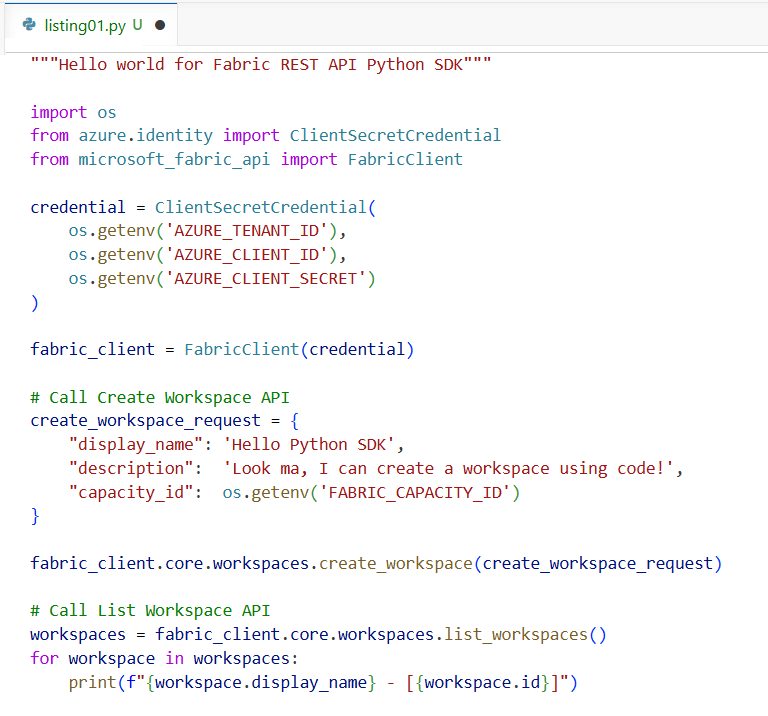 listing01.py U ●
"""Hello world for Fabric REST API Python SDK"""
import os
from azure.identity import ClientSecretCredential
from microsoft_fabric_api import FabricClient
credential = ClientSecretCredential(
    os.getenv('AZURE_TENANT_ID'),
    os.getenv('AZURE_CLIENT_ID'),
    os.getenv('AZURE_CLIENT_SECRET')
)
fabric_client = FabricClient(credential)
# Call Create Workspace API
create_workspace_request = {
    "display_name": 'Hello Python SDK',
    "description":  'Look ma, I can create a workspace using code!',
    "capacity_id":  os.getenv('FABRIC_CAPACITY_ID')
}
fabric_client.core.workspaces.create_workspace(create_workspace_request)
# Call List Workspace API
workspaces = fabric_client.core.workspaces.list_workspaces()
for workspace in workspaces:
    print(f"{workspace.display_name} - [{workspace.id}]")